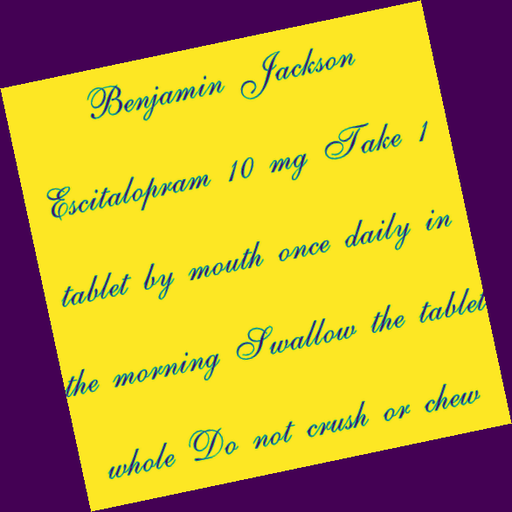 Benjamin Jackson
Escitalopram 10 mg Take 1
tablet by mouth once daily in
the morning Swallow the tablet
whole Do not crush or chew